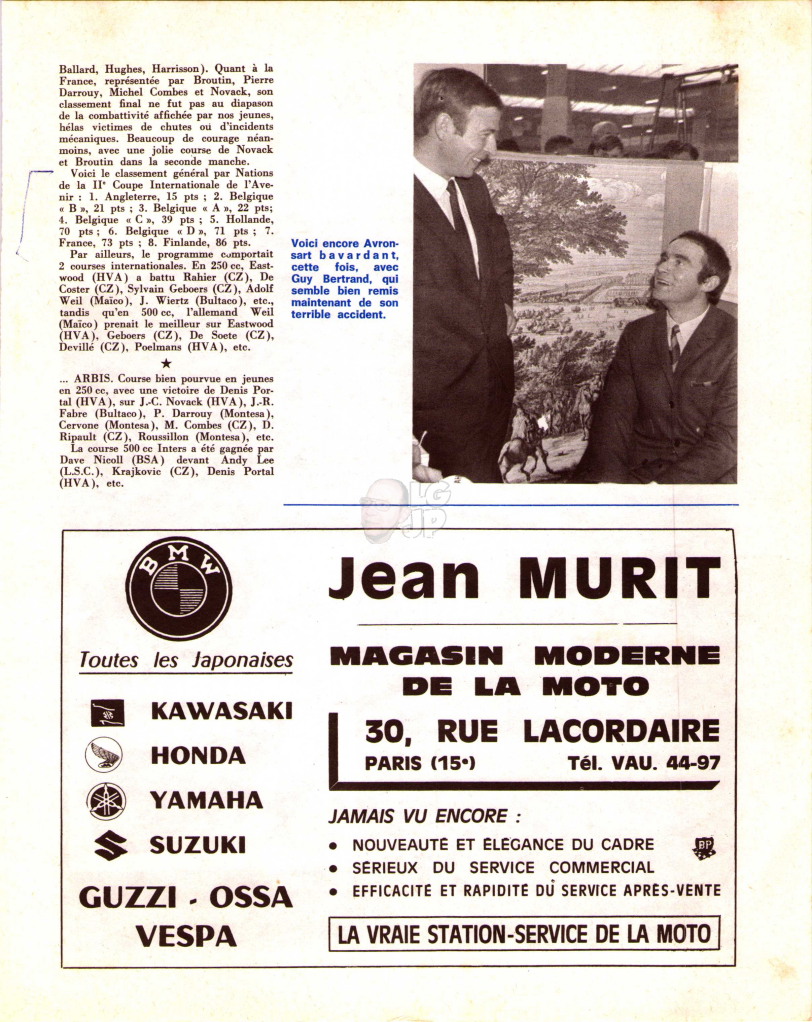 Ballard, Hughes, Harrisson). Quant à la
France, représentée par Broutin, Pierre
Darrouy, Michel Combes et Novack, son
classement final ne fut pas au diapason
de la combattivité affichée par nos jeunes,
hélas victimes de chutes ou d'incidents
mécaniques. Beaucoup de courage néan-
moins, avec une jolie course de Novack
et Broutin dans la seconde manche.
Voici le classement général par Nations
de la IIe Coupe Internationale de l'Ave-
nir : 1. Angleterre, 15 pts ; 2. Belgique
« B », 21 pts ; 3. Belgique « A », 22 pts;
4. Belgique « C », 39 pts ; 5. Hollande,
70 pts ; 6. Belgique « D », 71 pts ; 7.
France, 73 pts ; 8. Finlande, 86 pts.
Par ailleurs, le programme comportait
2 courses internationales. En 250 cc, East-
wood (HVA) a battu Rahier (CZ), De
Coster (CZ), Sylvain Geboers (CZ), Adolf
Weil (Maïco), J. Wiertz (Bultaco), etc.,
tandis qu'en 500 cc, l'allemand Weil
(Maïco) prenait le meilleur sur Eastwood
(HVA), Geboers (CZ), De Soete (CZ),
Devillé (CZ), Poelmans (HVA), etc.
★
... ARBIS. Course bien pourvue en jeunes
en 250 cc, avec une victoire de Denis Por-
tal (HVA), sur J.-C. Novack (HVA), J.-R.
Fabre (Bultaco), P. Darrouy (Montesa),
Cervone (Montesa), M. Combes (CZ), D.
Ripault (CZ), Roussillon (Montesa), etc.
La course 500 cc Inters a été gagnée par
Dave Nicoll (BSA) devant Andy Lee
(L.S.C.), Krajkovic (CZ), Denis Portal
(HVA), etc.
Voici encore Avron-
sart bavardant,
cette fois, avec
Guy Bertrand, qui
semble bien remis
maintenant de son
terrible accident.
LG
JP
BMW
Toutes les Japonaises
KAWASAKI
HONDA
YAMAHA
SUZUKI
GUZZI - OSSA
VESPA
Jean MURIT
MAGASIN MODERNE
DE LA MOTO
30, RUE LACORDAIRE
PARIS (15e) Tél. VAU. 44-97
JAMAIS VU ENCORE :
• NOUVEAUTÉ ET ÉLÉGANCE DU CADRE
BP
• SÉRIEUX DU SERVICE COMMERCIAL
• EFFICACITÉ ET RAPIDITÉ DU SERVICE APRÈS-VENTE
LA VRAIE STATION-SERVICE DE LA MOTO